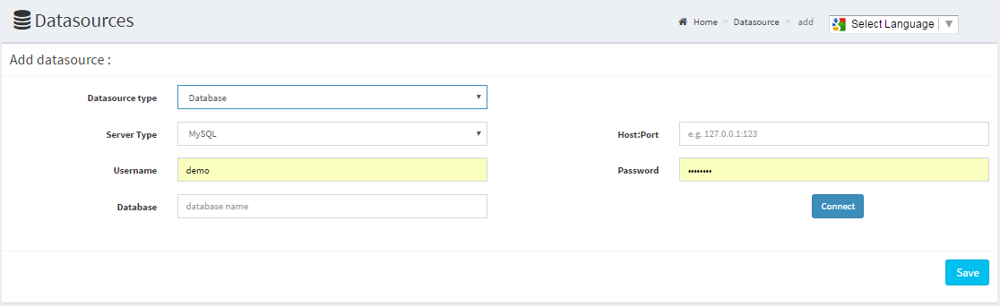 Datasources
Home > Datasource > add
Select Language ▼
Add datasource :
Datasource type Database
Server Type MySQL Host:Port e.g. 127.0.0.1:123
Username demo Password ••••••••
Database database name Connect
Save